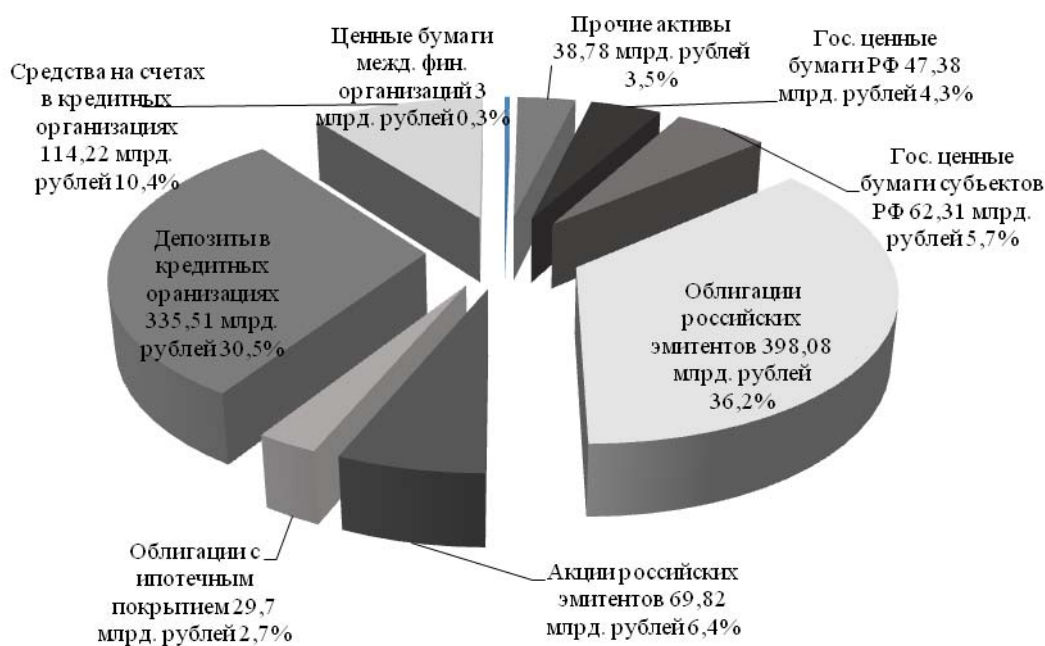 Ценные бумаги
межд. фин.
организаций 3
млрд. рублей 0,3%
Прочие активы
38,78 млрд. рублей
3,5%
Гос. ценные
бумаги РФ 47,38
млрд. рублей 4,3%
Гос. ценные
бумаги субъектов
РФ 62,31 млрд.
рублей 5,7%
Облигации
российских
эмитентов 398,08
млрд. рублей
36,2%
Акции российских
эмитентов 69,82
млрд. рублей 6,4%
Облигации с
ипотечным
покрытием 29,7
млрд. рублей 2,7%
Депозиты в
кредитных
оранизациях
335,51 млрд.
рублей 30,5%
Средства на счетах
в кредитных
организациях
114,22 млрд.
рублей 10,4%